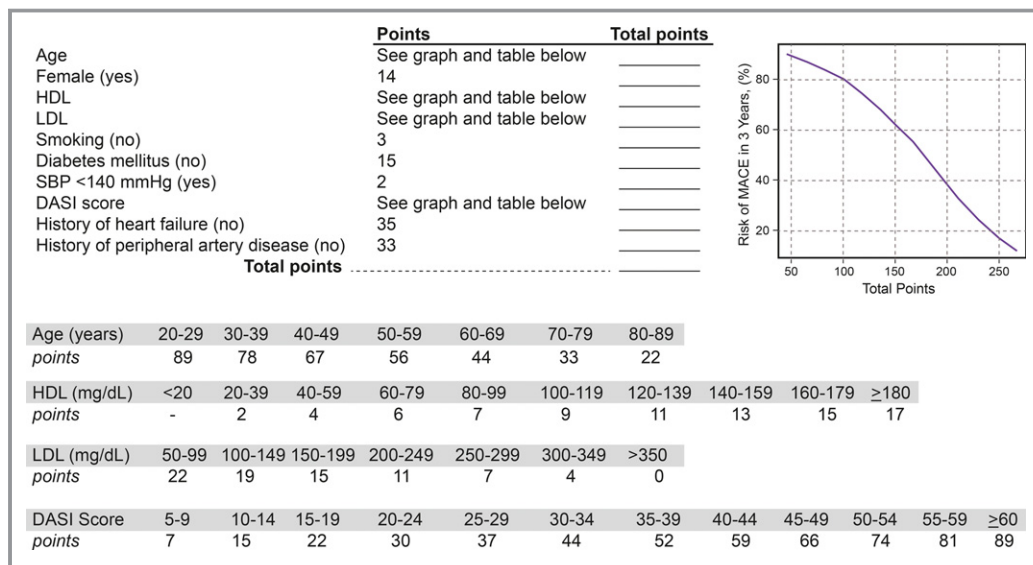 Points Total points
Age See graph and table below
Female (yes) 14
HDL See graph and table below
LDL See graph and table below
Smoking (no) 3
Diabetes mellitus (no) 15
SBP <140 mmHg (yes) 2
DASI score See graph and table below
History of heart failure (no) 35
History of peripheral artery disease (no) 33
Total points
Risk of MACE in 3 Years, (%)
80
60
40
20
50 100 150 200 250
Total Points
Age (years) 20-29 30-39 40-49 50-59 60-69 70-79 80-89
points 89 78 67 56 44 33 22
HDL (mg/dL) <20 20-39 40-59 60-79 80-99 100-119 120-139 140-159 160-179 ≥180
points - 2 4 6 7 9 11 13 15 17
LDL (mg/dL) 50-99 100-149 150-199 200-249 250-299 300-349 >350
points 22 19 15 11 7 4 0
DASI Score 5-9 10-14 15-19 20-24 25-29 30-34 35-39 40-44 45-49 50-54 55-59 ≥60
points 7 15 22 30 37 44 52 59 66 74 81 89